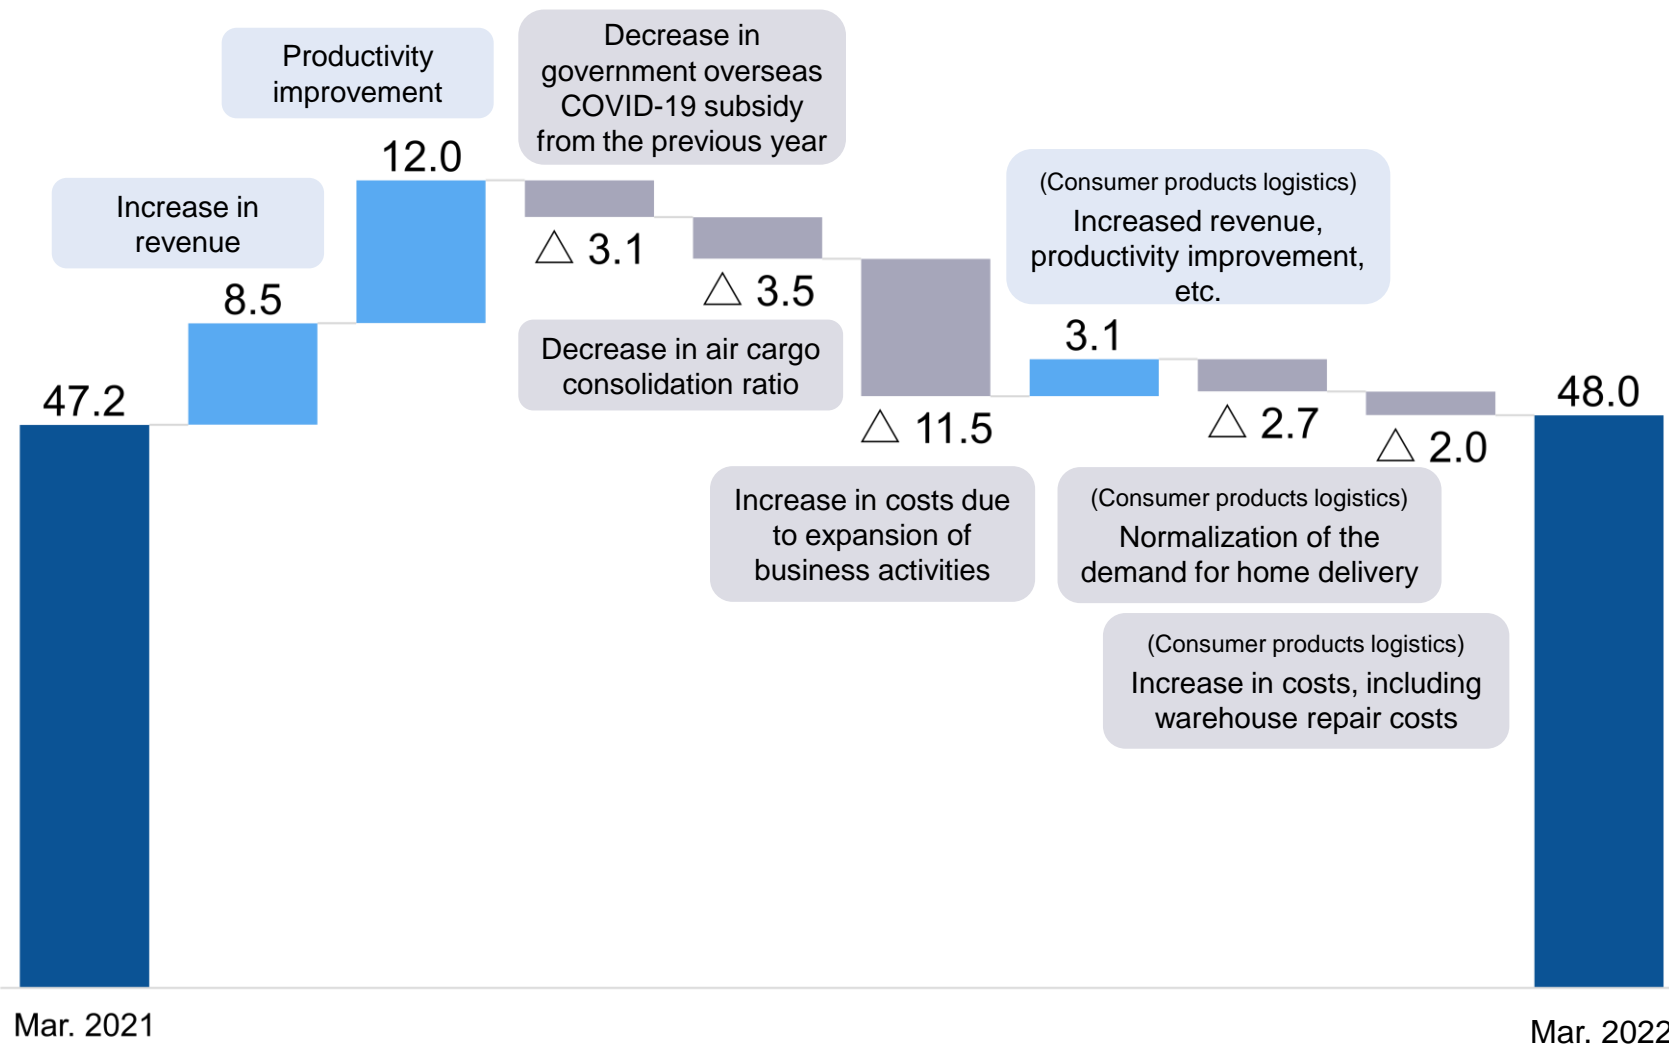 Productivity
improvement
Decrease in
government overseas
COVID-19 subsidy
from the previous year
12.0
Increase in
revenue
8.5
47.2
△ 3.1
△ 3.5
Decrease in air cargo
consolidation ratio
△ 11.5
Increase in costs due
to expansion of
business activities
(Consumer products logistics)
Increased revenue,
productivity improvement,
etc.
3.1
△ 2.7
(Consumer products logistics)
Normalization of the
demand for home delivery
△ 2.0
(Consumer products logistics)
Increase in costs, including
warehouse repair costs
48.0
Mar. 2021
Mar. 2022